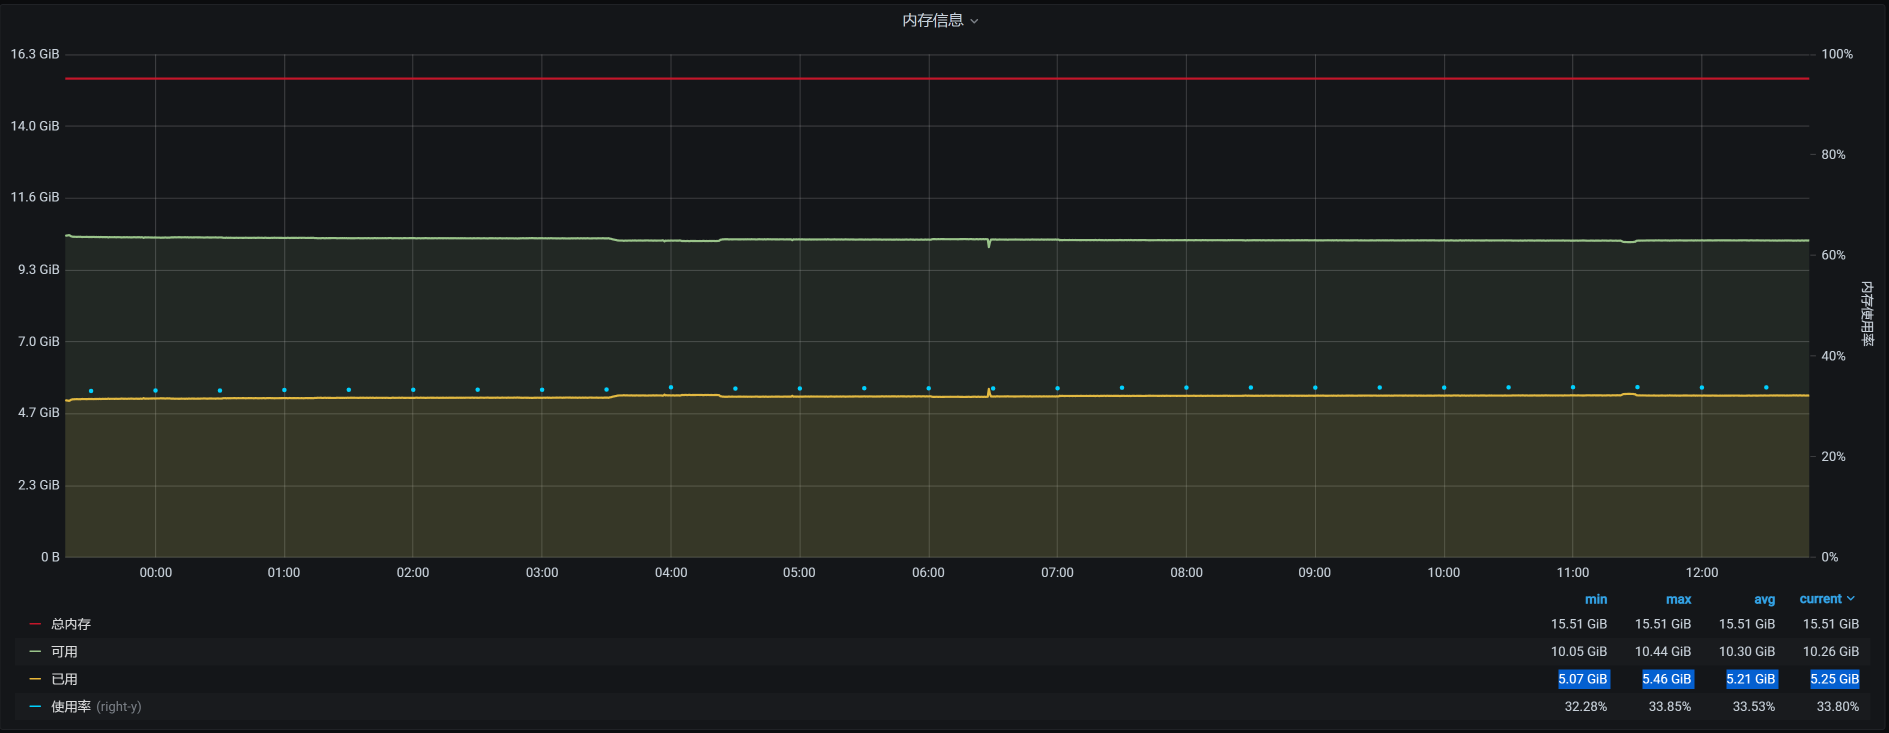 内存信息
16.3 GiB
14.0 GiB
11.6 GiB
9.3 GiB
7.0 GiB
4.7 GiB
2.3 GiB
0 B
100%
80%
60%
40%
20%
0%
内存使用率
00:00 01:00 02:00 03:00 04:00 05:00 06:00 07:00 08:00 09:00 10:00 11:00 12:00
min max avg current
总内存 15.51 GiB 15.51 GiB 15.51 GiB 15.51 GiB
可用 10.05 GiB 10.44 GiB 10.30 GiB 10.26 GiB
已用 5.07 GiB 5.46 GiB 5.21 GiB 5.25 GiB
使用率 (right-y) 32.28% 33.85% 33.53% 33.80%